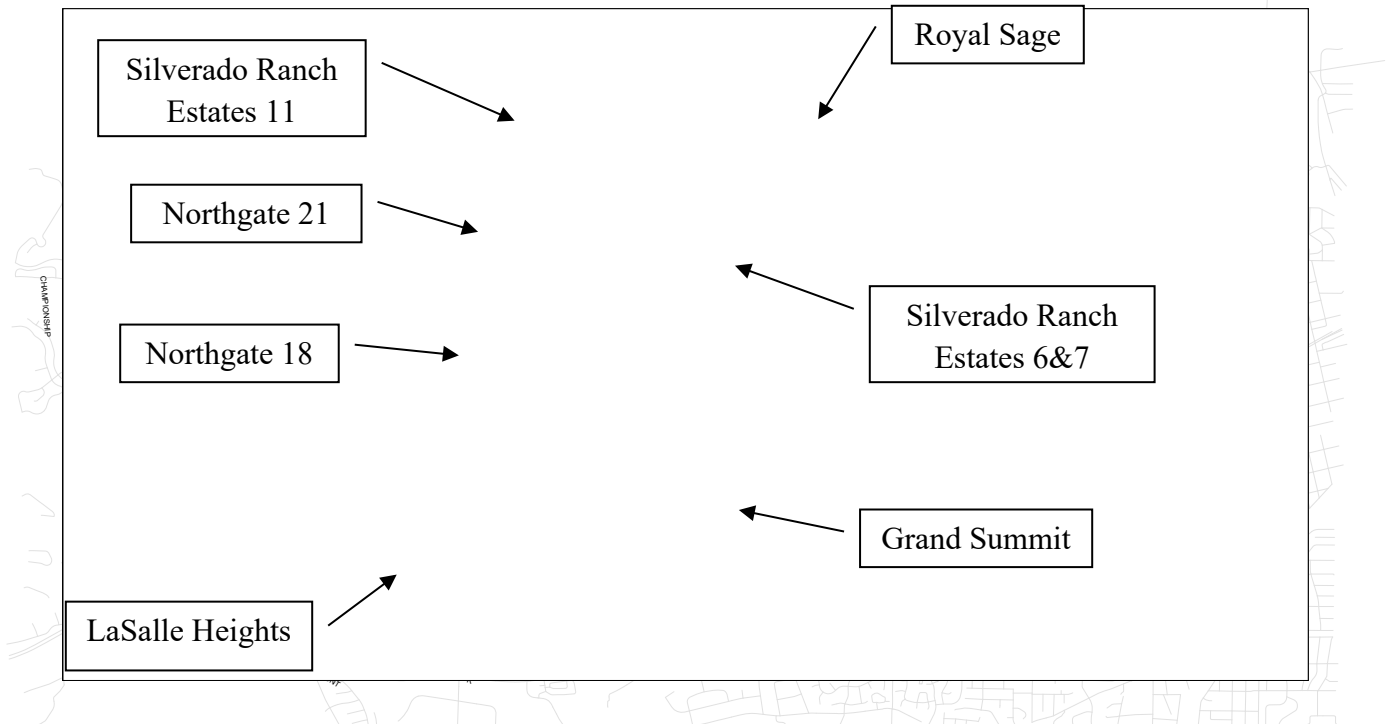 Royal Sage
Silverado Ranch
Estates 11
Northgate 21
CHAMPIONSHIP
Silverado Ranch
Estates 6&7
Northgate 18
Grand Summit
LaSalle Heights